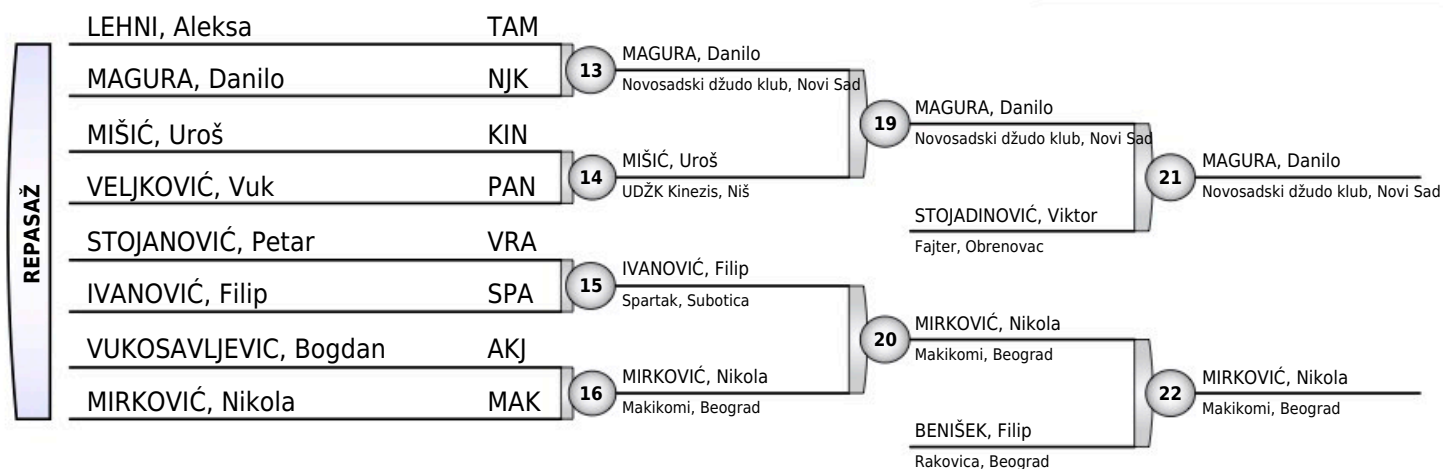 REPASAŽ
LEHNI, Aleksa TAM
MAGURA, Danilo NJK
MIŠIĆ, Uroš KIN
VELJKOVIĆ, Vuk PAN
STOJANOVIĆ, Petar VRA
IVANOVIĆ, Filip SPA
VUKOSAVLJEVIC, Bogdan AKJ
MIRKOVIĆ, Nikola MAK
13
MAGURA, Danilo
Novosadski džudo klub, Novi Sad
14
MIŠIĆ, Uroš
UDŽK Kinezis, Niš
15
IVANOVIĆ, Filip
Spartak, Subotica
16
MIRKOVIĆ, Nikola
Makikomi, Beograd
19
MAGURA, Danilo
Novosadski džudo klub, Novi Sad
STOJADINOVIĆ, Viktor
Fajter, Obrenovac
20
MIRKOVIĆ, Nikola
Makikomi, Beograd
BENIŠEK, Filip
Rakovica, Beograd
21
MAGURA, Danilo
Novosadski džudo klub, Novi Sad
22
MIRKOVIĆ, Nikola
Makikomi, Beograd